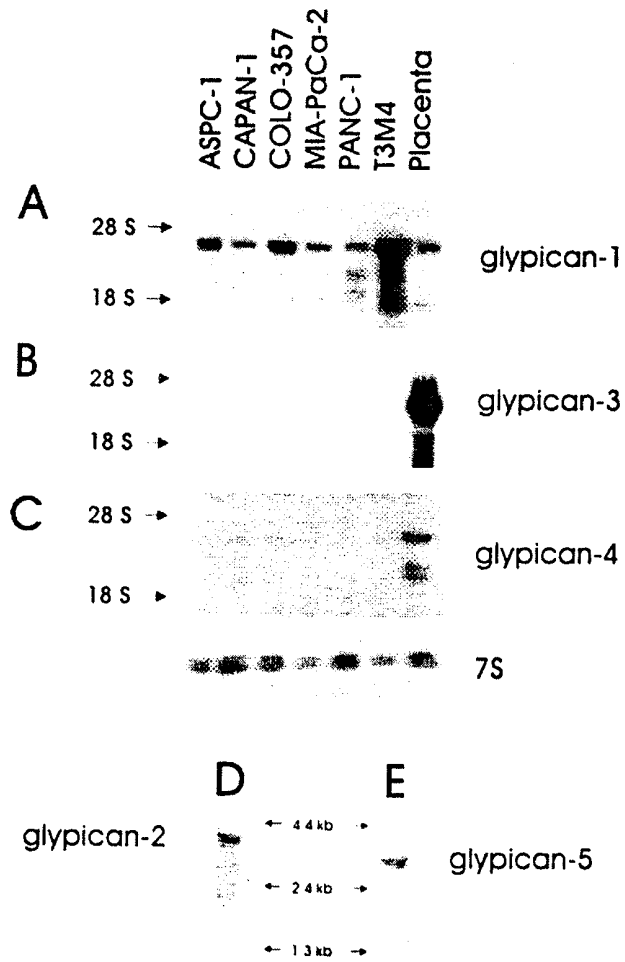 ASPC-1
CAPAN-1
COLO-357
MIA-PaCa-2
PANC-1
T3M4
Placenta
A
28 S →
18 S →
glypican-1
B
28 S →
18 S →
glypican-3
C
28 S →
18 S →
glypican-4
7S
D
E
glypican-2
← 4.4 kb →
← 2.4 kb →
← 1.3 kb →
glypican-5